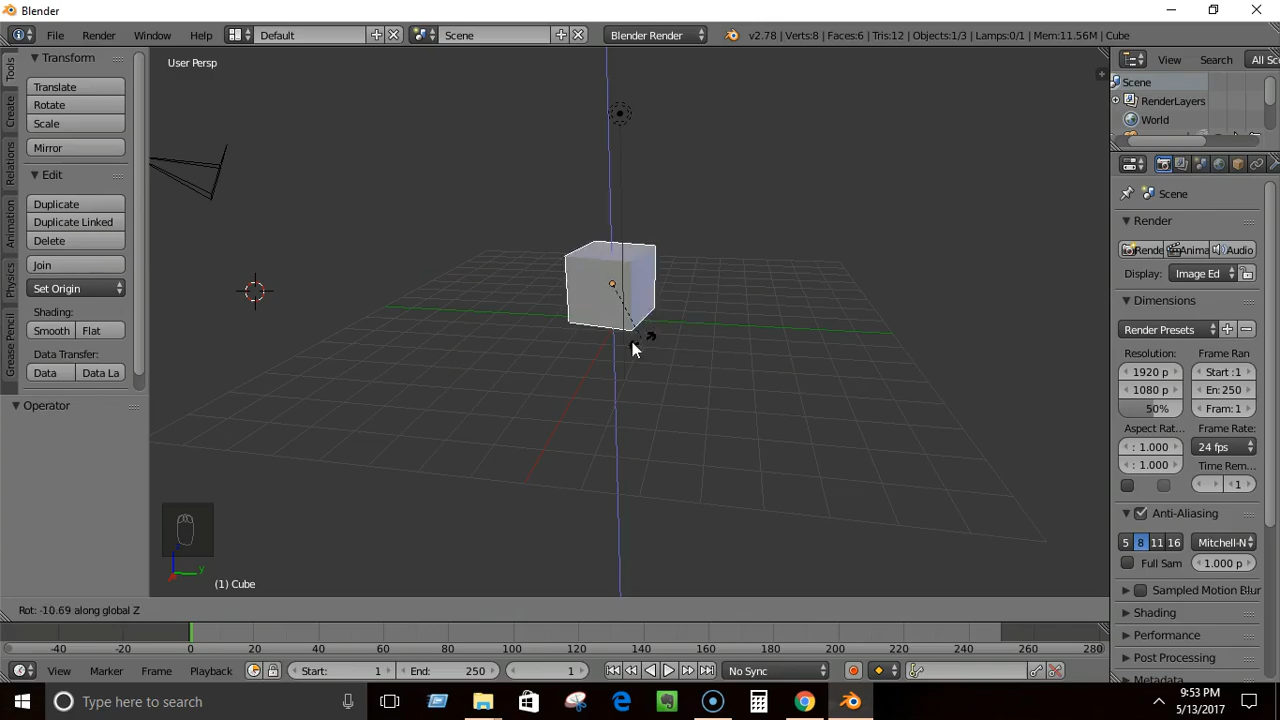 Blender
File Render Window Help Default Scene Blender Render v2.78 | Verts:8 | Faces:6 | Tris:12 | Objects:1/3 | Lamps:0/1 | Mem:11.56M | Cube
Tools
Create
Relations
Animation
Physics
Grease Pencil
Transform
Translate
Rotate
Scale
Mirror
Edit
Duplicate
Duplicate Linked
Delete
Join
Set Origin
Shading:
Smooth Flat
Data Transfer:
Data Data La
Operator
User Persp
z
y
(1) Cube
Rot: -10.69 along global Z
View Search All Sc
Scene
RenderLayers
World
Scene
Render
Rende Anima Audio
Display: Image Ed
Dimensions
Render Presets
Resolution: Frame Ran
1920 p Start :1
1080 p En: 250
50% Fram: 1
Aspect Rat... Frame Rate:
: 1.000 24 fps
: 1.000 Time Rem...
1
Anti-Aliasing
5 8 11 16 Mitchell-N
Full Sam 1.000 p
Sampled Motion Blur
Shading
Performance
Post Processing
Metadata
-40 -20 0 20 40 60 80 100 120 140 160 180 200 220 240 260 280
View Marker Frame Playback Start: 1 End: 250 1 No Sync
Type here to search
9:53 PM
5/13/2017